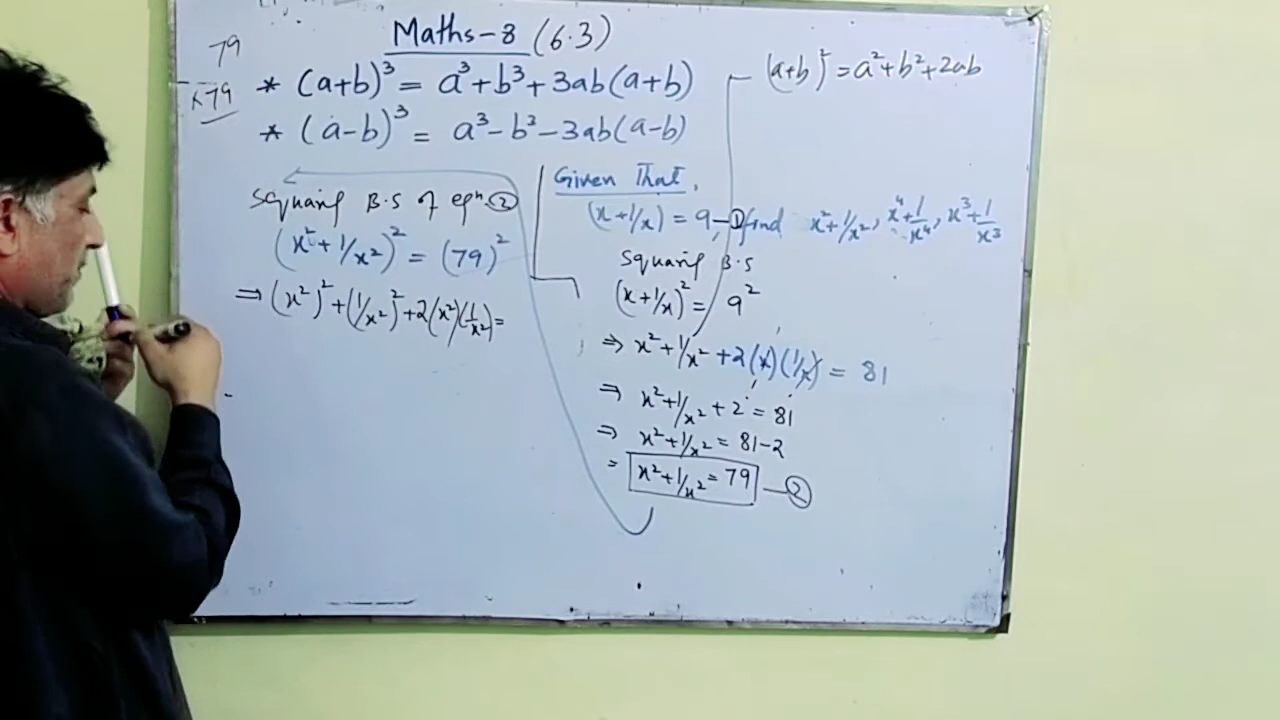 Maths-8 (6.3)
79
×79
* (a+b)³ = a³+b³+3ab(a+b)
* (a-b)³ = a³-b³-3ab(a-b)
(a+b)² = a²+b²+2ab
Squaring B.S of eqⁿ. ②
(x²+1/x²)² = (79)²
⇒ (x²)²+(1/x²)²+2(x²)(1/x²)=
Given That,
(x+1/x) = 9 —①, find x²+1/x², x⁴+1/x⁴, x³+1/x³
Squaring B.S
(x+1/x)² = 9²
⇒ x²+1/x²+2(x)(1/x) = 81
⇒ x²+1/x²+2 = 81
⇒ x²+1/x² = 81-2
= x²+1/x² = 79 —②